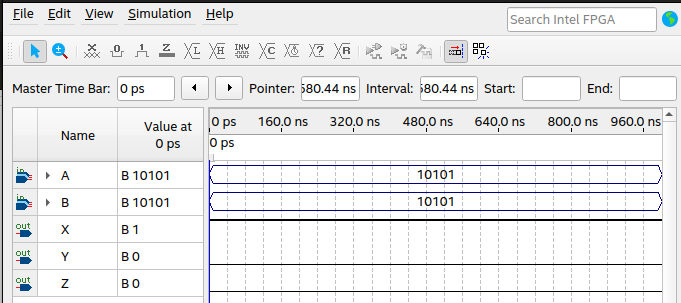 File Edit View Simulation Help
Search Intel FPGA
Master Time Bar: 0 ps Pointer: 580.44 ns Interval: 580.44 ns Start: End:
Name Value at 0 ps 0 ps 160.0 ns 320.0 ns 480.0 ns 640.0 ns 800.0 ns 960.0 ns
0 ps
in A B 10101 10101
in B B 10101 10101
out X B 1
out Y B 0
out Z B 0